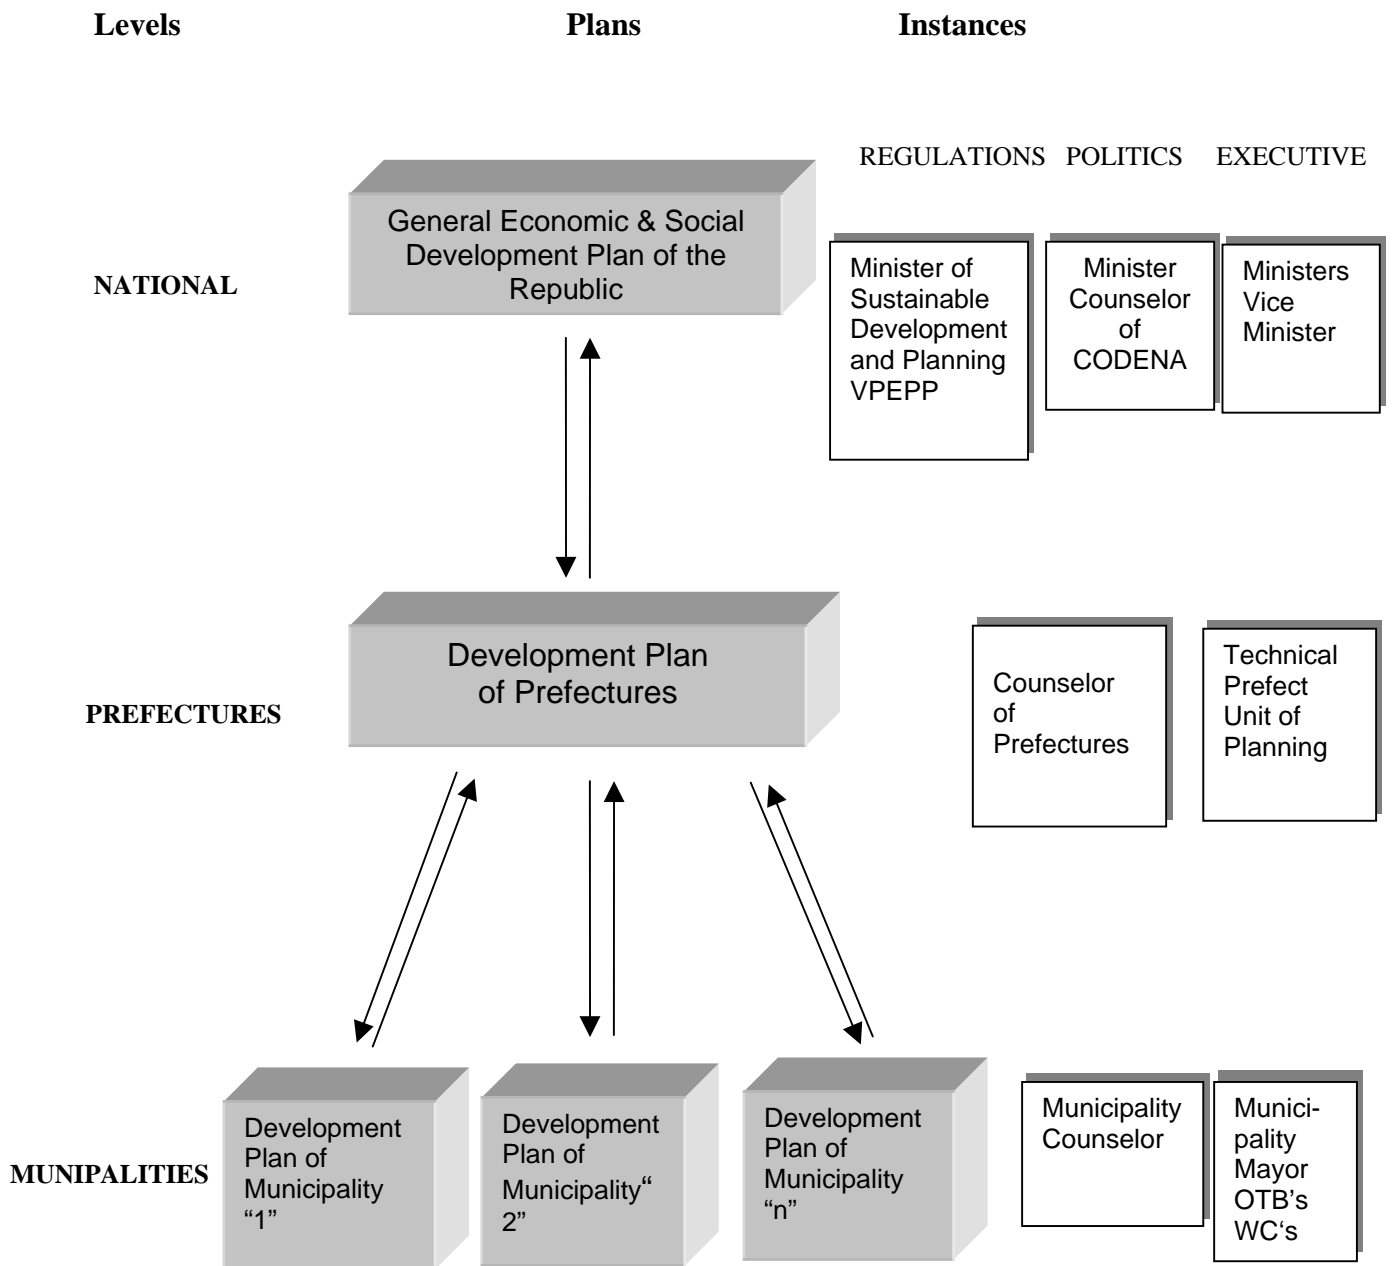 Levels Plans Instances
REGULATIONS POLITICS EXECUTIVE
NATIONAL
General Economic & Social
Development Plan of the
Republic
Minister of
Sustainable
Development
and Planning
VPEPP
Minister
Counselor
of
CODENA
Ministers
Vice
Minister
PREFECTURES
Development Plan
of Prefectures
Counselor
of
Prefectures
Technical
Prefect
Unit of
Planning
MUNIPALITIES
Development
Plan of
Municipality
“1”
Development
Plan of
Municipality“
2”
Development
Plan of
Municipality
“n”
Municipality
Counselor
Munici-
pality
Mayor
OTB’s
WC‘s